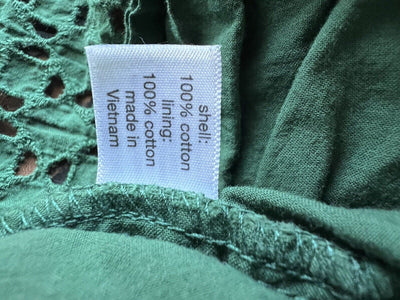 shell:
100% cotton
lining:
100% cotton
made in
Vietnam